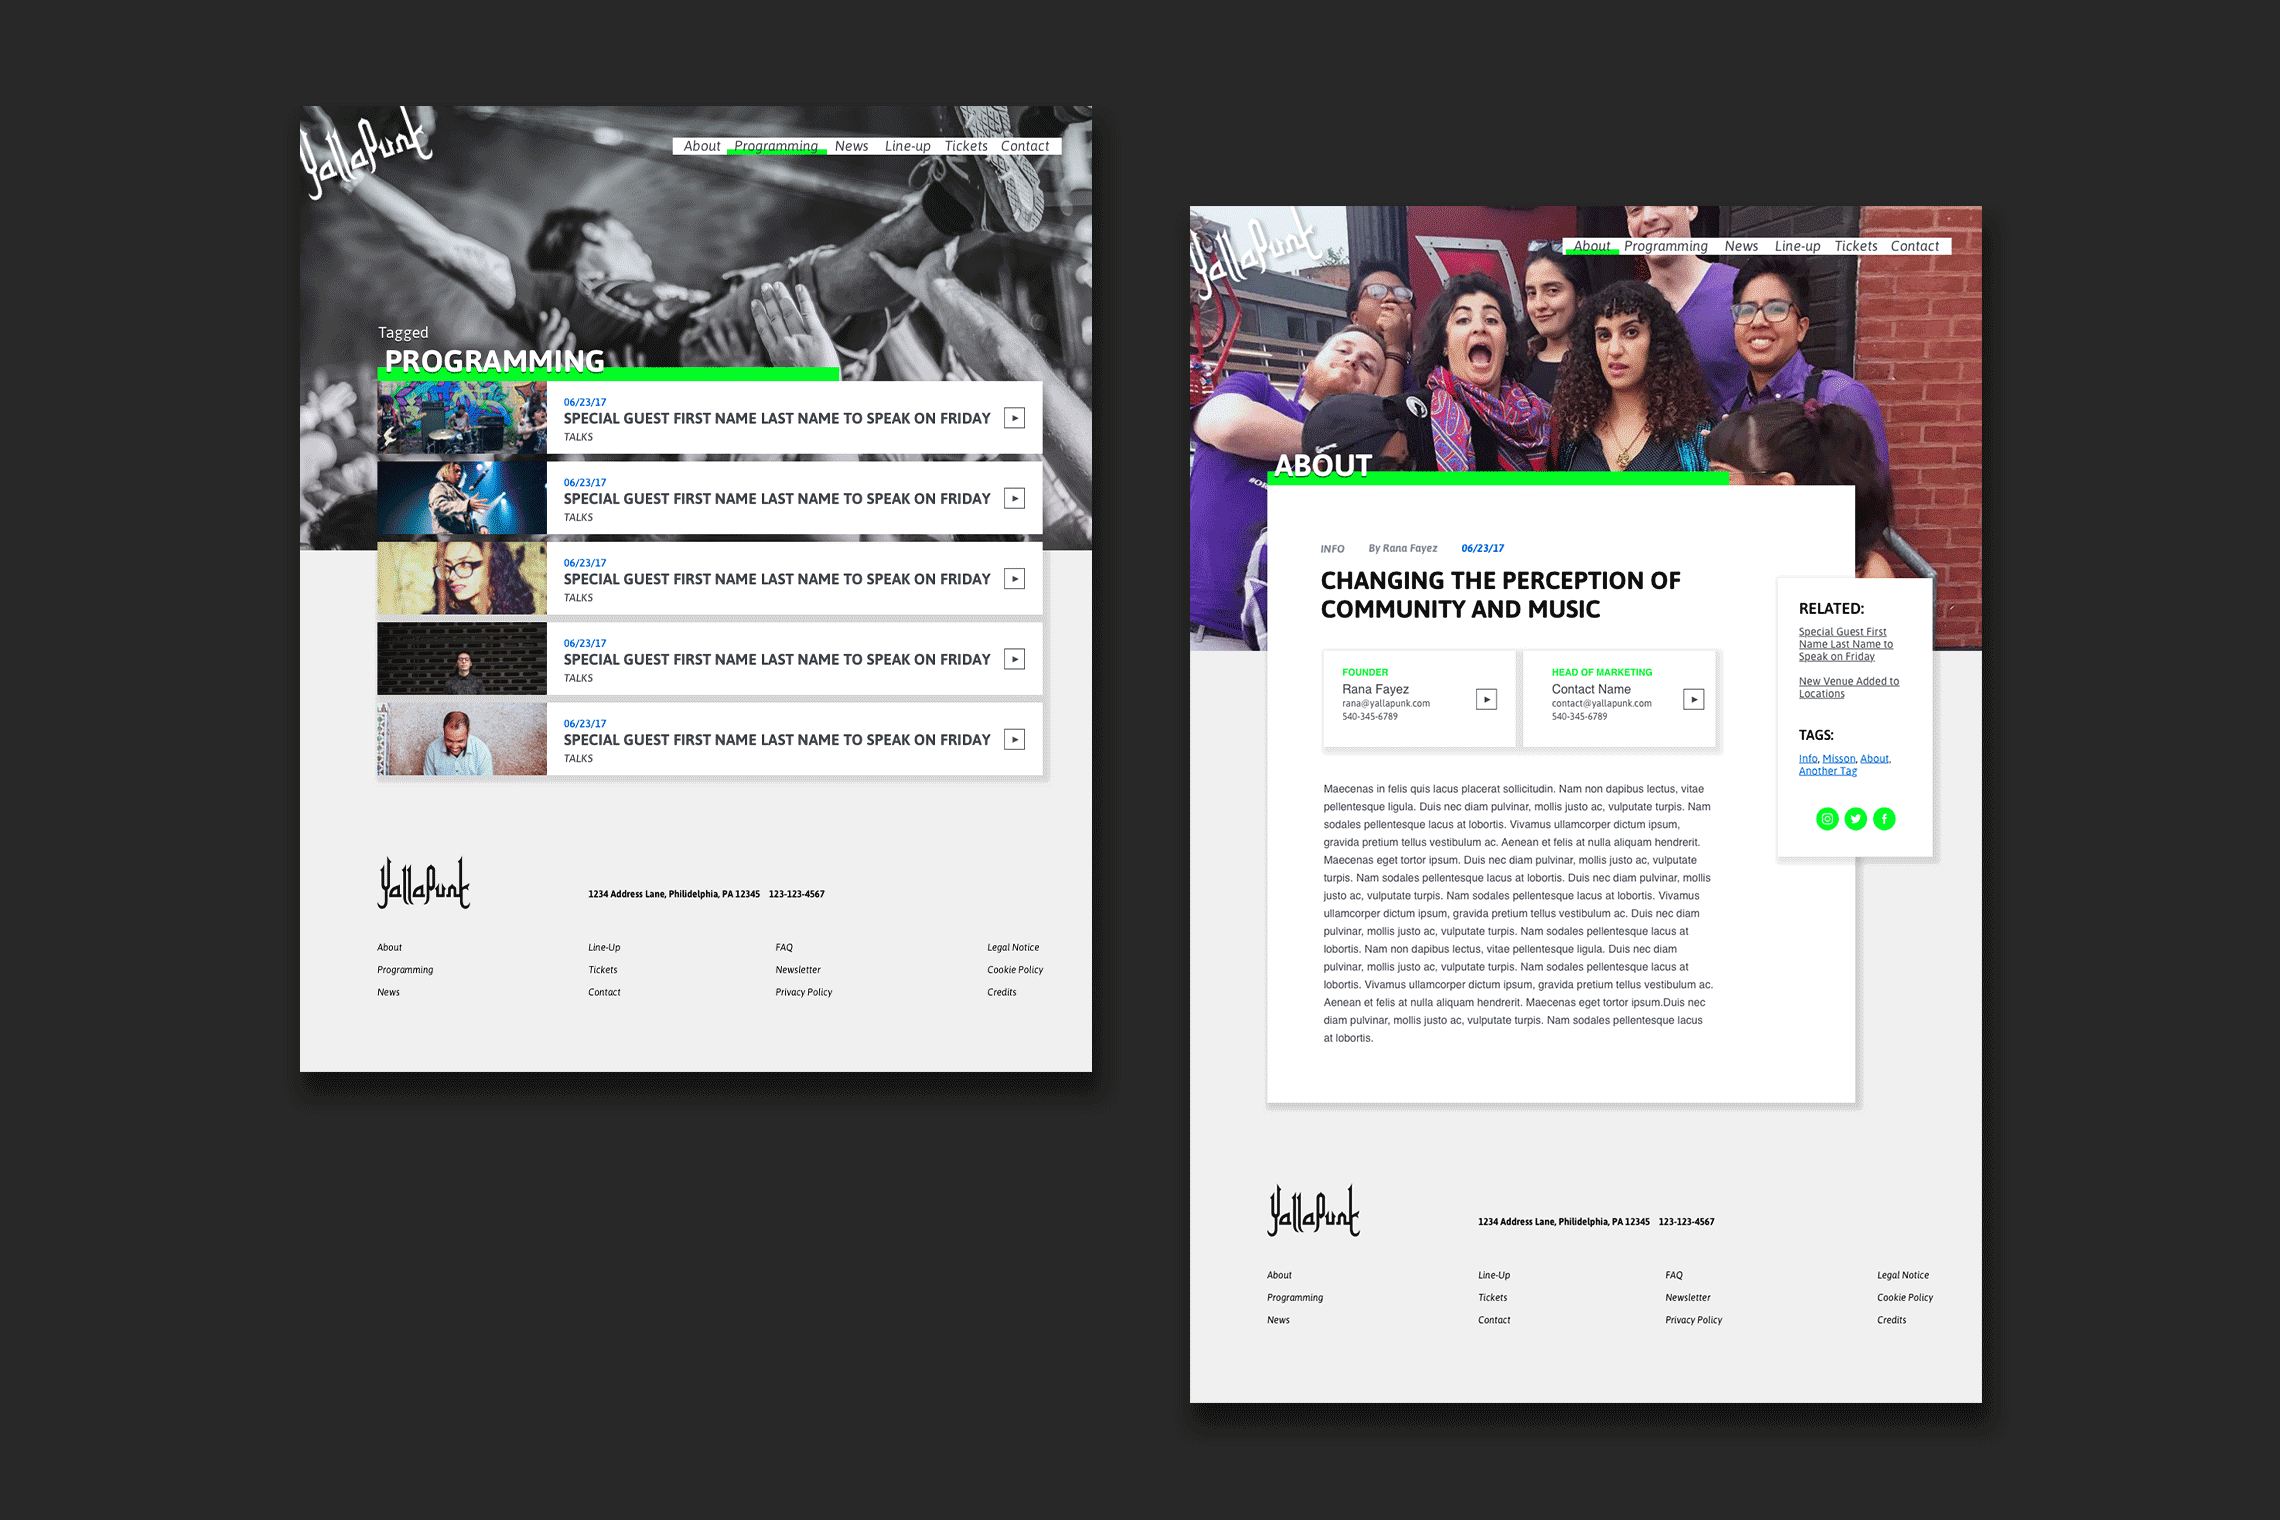 YallaPunk
About Programming News Line-up Tickets Contact
Tagged
PROGRAMMING
06/23/17
SPECIAL GUEST FIRST NAME LAST NAME TO SPEAK ON FRIDAY
TALKS
06/23/17
SPECIAL GUEST FIRST NAME LAST NAME TO SPEAK ON FRIDAY
TALKS
06/23/17
SPECIAL GUEST FIRST NAME LAST NAME TO SPEAK ON FRIDAY
TALKS
06/23/17
SPECIAL GUEST FIRST NAME LAST NAME TO SPEAK ON FRIDAY
TALKS
06/23/17
SPECIAL GUEST FIRST NAME LAST NAME TO SPEAK ON FRIDAY
TALKS
YallaPunk
1234 Address Lane, Philidelphia, PA 12345 123-123-4567
About Line-Up FAQ Legal Notice
Programming Tickets Newsletter Cookie Policy
News Contact Privacy Policy Credits
YallaPunk
About Programming News Line-up Tickets Contact
ABOUT
INFO By Rana Fayez 06/23/17
CHANGING THE PERCEPTION OF
COMMUNITY AND MUSIC
FOUNDER
Rana Fayez
rana@yallapunk.com
540-345-6789
HEAD OF MARKETING
Contact Name
contact@yallapunk.com
540-345-6789
Maecenas in felis quis lacus placerat sollicitudin. Nam non dapibus lectus, vitae
pellentesque ligula. Duis nec diam pulvinar, mollis justo ac, vulputate turpis. Nam
sodales pellentesque lacus at lobortis. Vivamus ullamcorper dictum ipsum,
gravida pretium tellus vestibulum ac. Aenean et felis at nulla aliquam hendrerit.
Maecenas eget tortor ipsum. Duis nec diam pulvinar, mollis justo ac, vulputate
turpis. Nam sodales pellentesque lacus at lobortis. Duis nec diam pulvinar, mollis
justo ac, vulputate turpis. Nam sodales pellentesque lacus at lobortis. Vivamus
ullamcorper dictum ipsum, gravida pretium tellus vestibulum ac. Duis nec diam
pulvinar, mollis justo ac, vulputate turpis. Nam sodales pellentesque lacus at
lobortis. Nam non dapibus lectus, vitae pellentesque ligula. Duis nec diam
pulvinar, mollis justo ac, vulputate turpis. Nam sodales pellentesque lacus at
lobortis. Vivamus ullamcorper dictum ipsum, gravida pretium tellus vestibulum ac.
Aenean et felis at nulla aliquam hendrerit. Maecenas eget tortor ipsum.Duis nec
diam pulvinar, mollis justo ac, vulputate turpis. Nam sodales pellentesque lacus
at lobortis.
RELATED:
Special Guest First
Name Last Name to
Speak on Friday
New Venue Added to
Locations
TAGS:
Info, Misson, About,
Another Tag
YallaPunk
1234 Address Lane, Philidelphia, PA 12345 123-123-4567
About Line-Up FAQ Legal Notice
Programming Tickets Newsletter Cookie Policy
News Contact Privacy Policy Credits